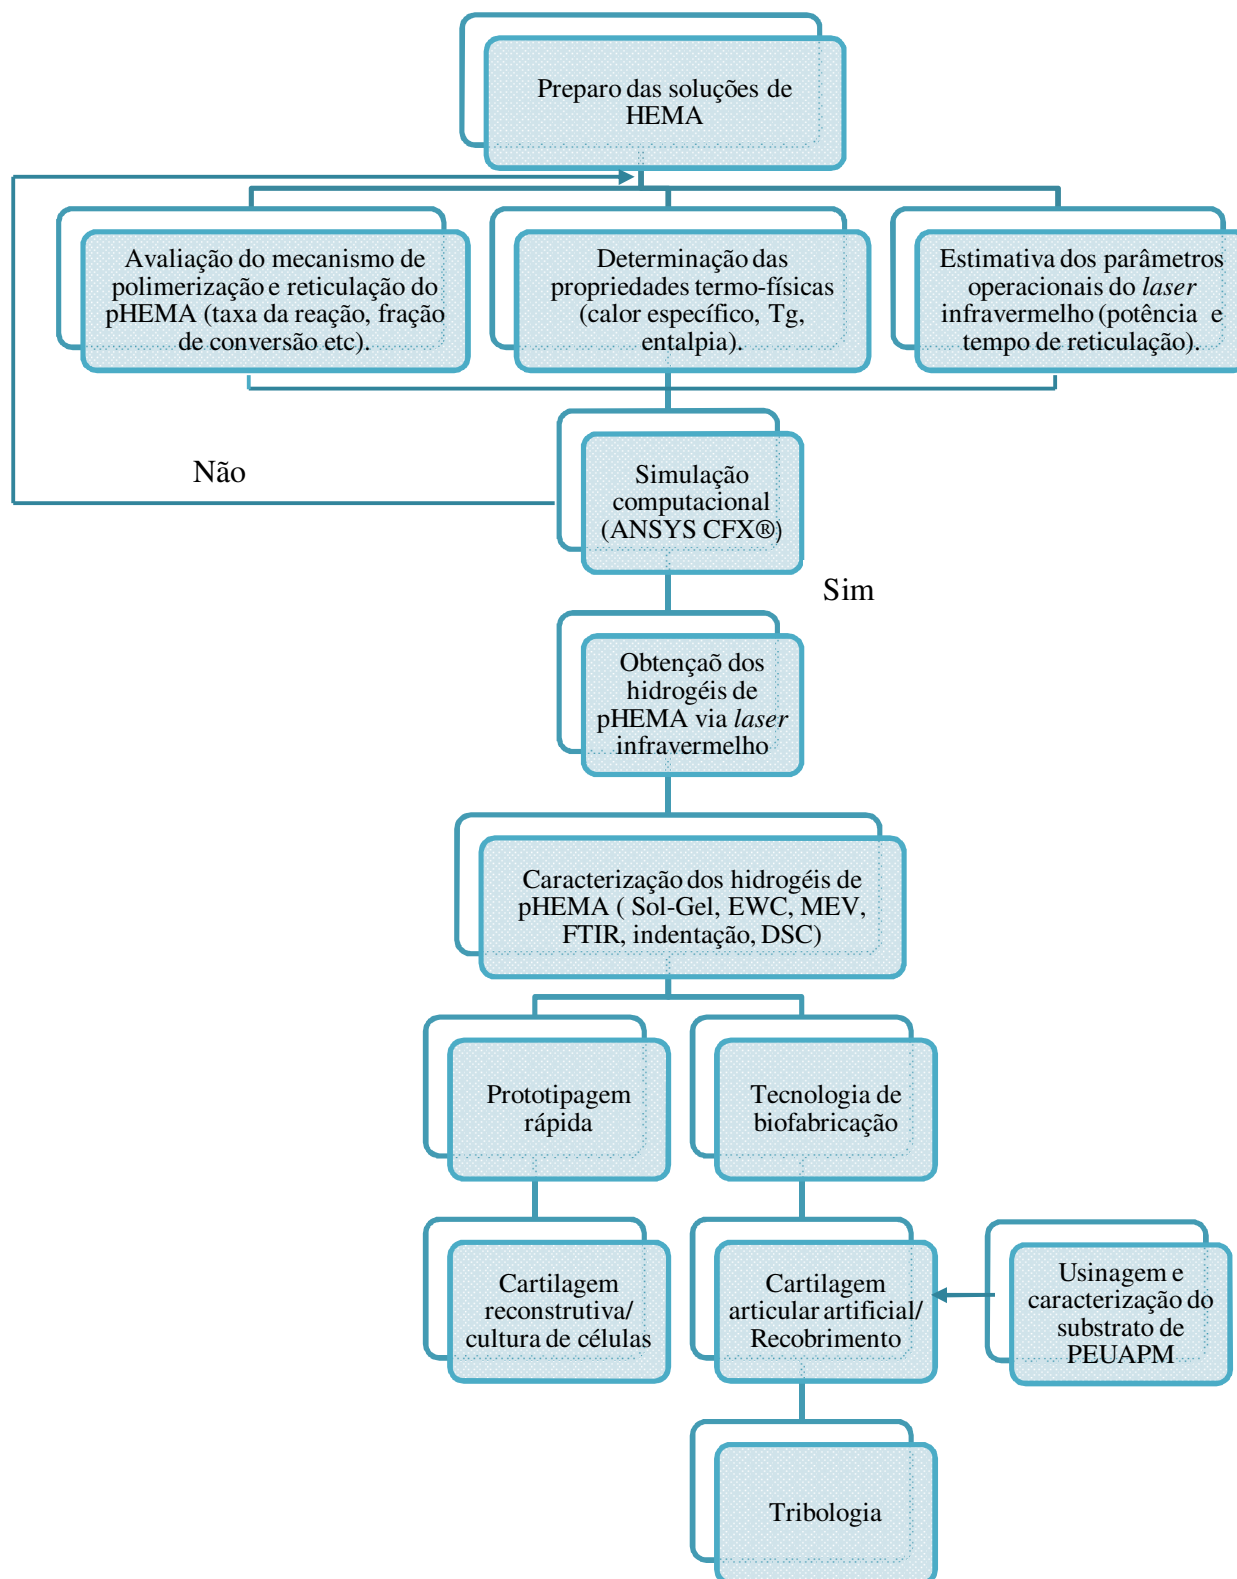 Preparo das soluções de
HEMA
Avaliação do mecanismo de
polimerização e reticulação do
pHEMA (taxa da reação, fração
de conversão etc).
Determinação das
propriedades termo-físicas
(calor específico, Tg,
entalpia).
Estimativa dos parâmetros
operacionais do laser
infravermelho (potência e
tempo de reticulação).
Não
Simulação
computacional
(ANSYS CFX®)
Sim
Obtençaõ dos
hidrogéis de
pHEMA via laser
infravermelho
Caracterização dos hidrogéis de
pHEMA ( Sol-Gel, EWC, MEV,
FTIR, indentação, DSC)
Prototipagem
rápida
Tecnologia de
biofabricação
Cartilagem
reconstrutiva/
cultura de células
Cartilagem
articular artificial/
Recobrimento
Usinagem e
caracterização do
substrato de
PEUAPM
Tribologia